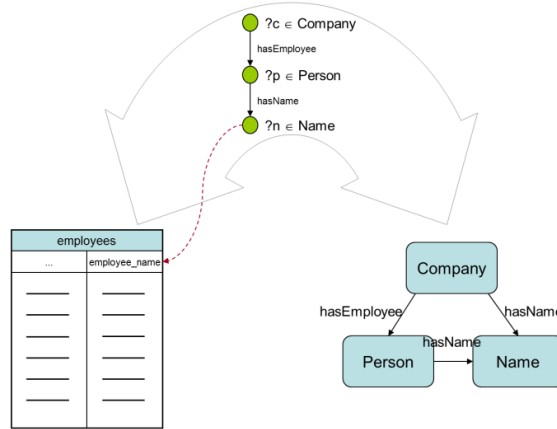 ?c ∈ Company
hasEmployee
?p ∈ Person
hasName
?n ∈ Name
employees
... employee_name
Company
hasEmployee
hasName
hasName
Person
Name